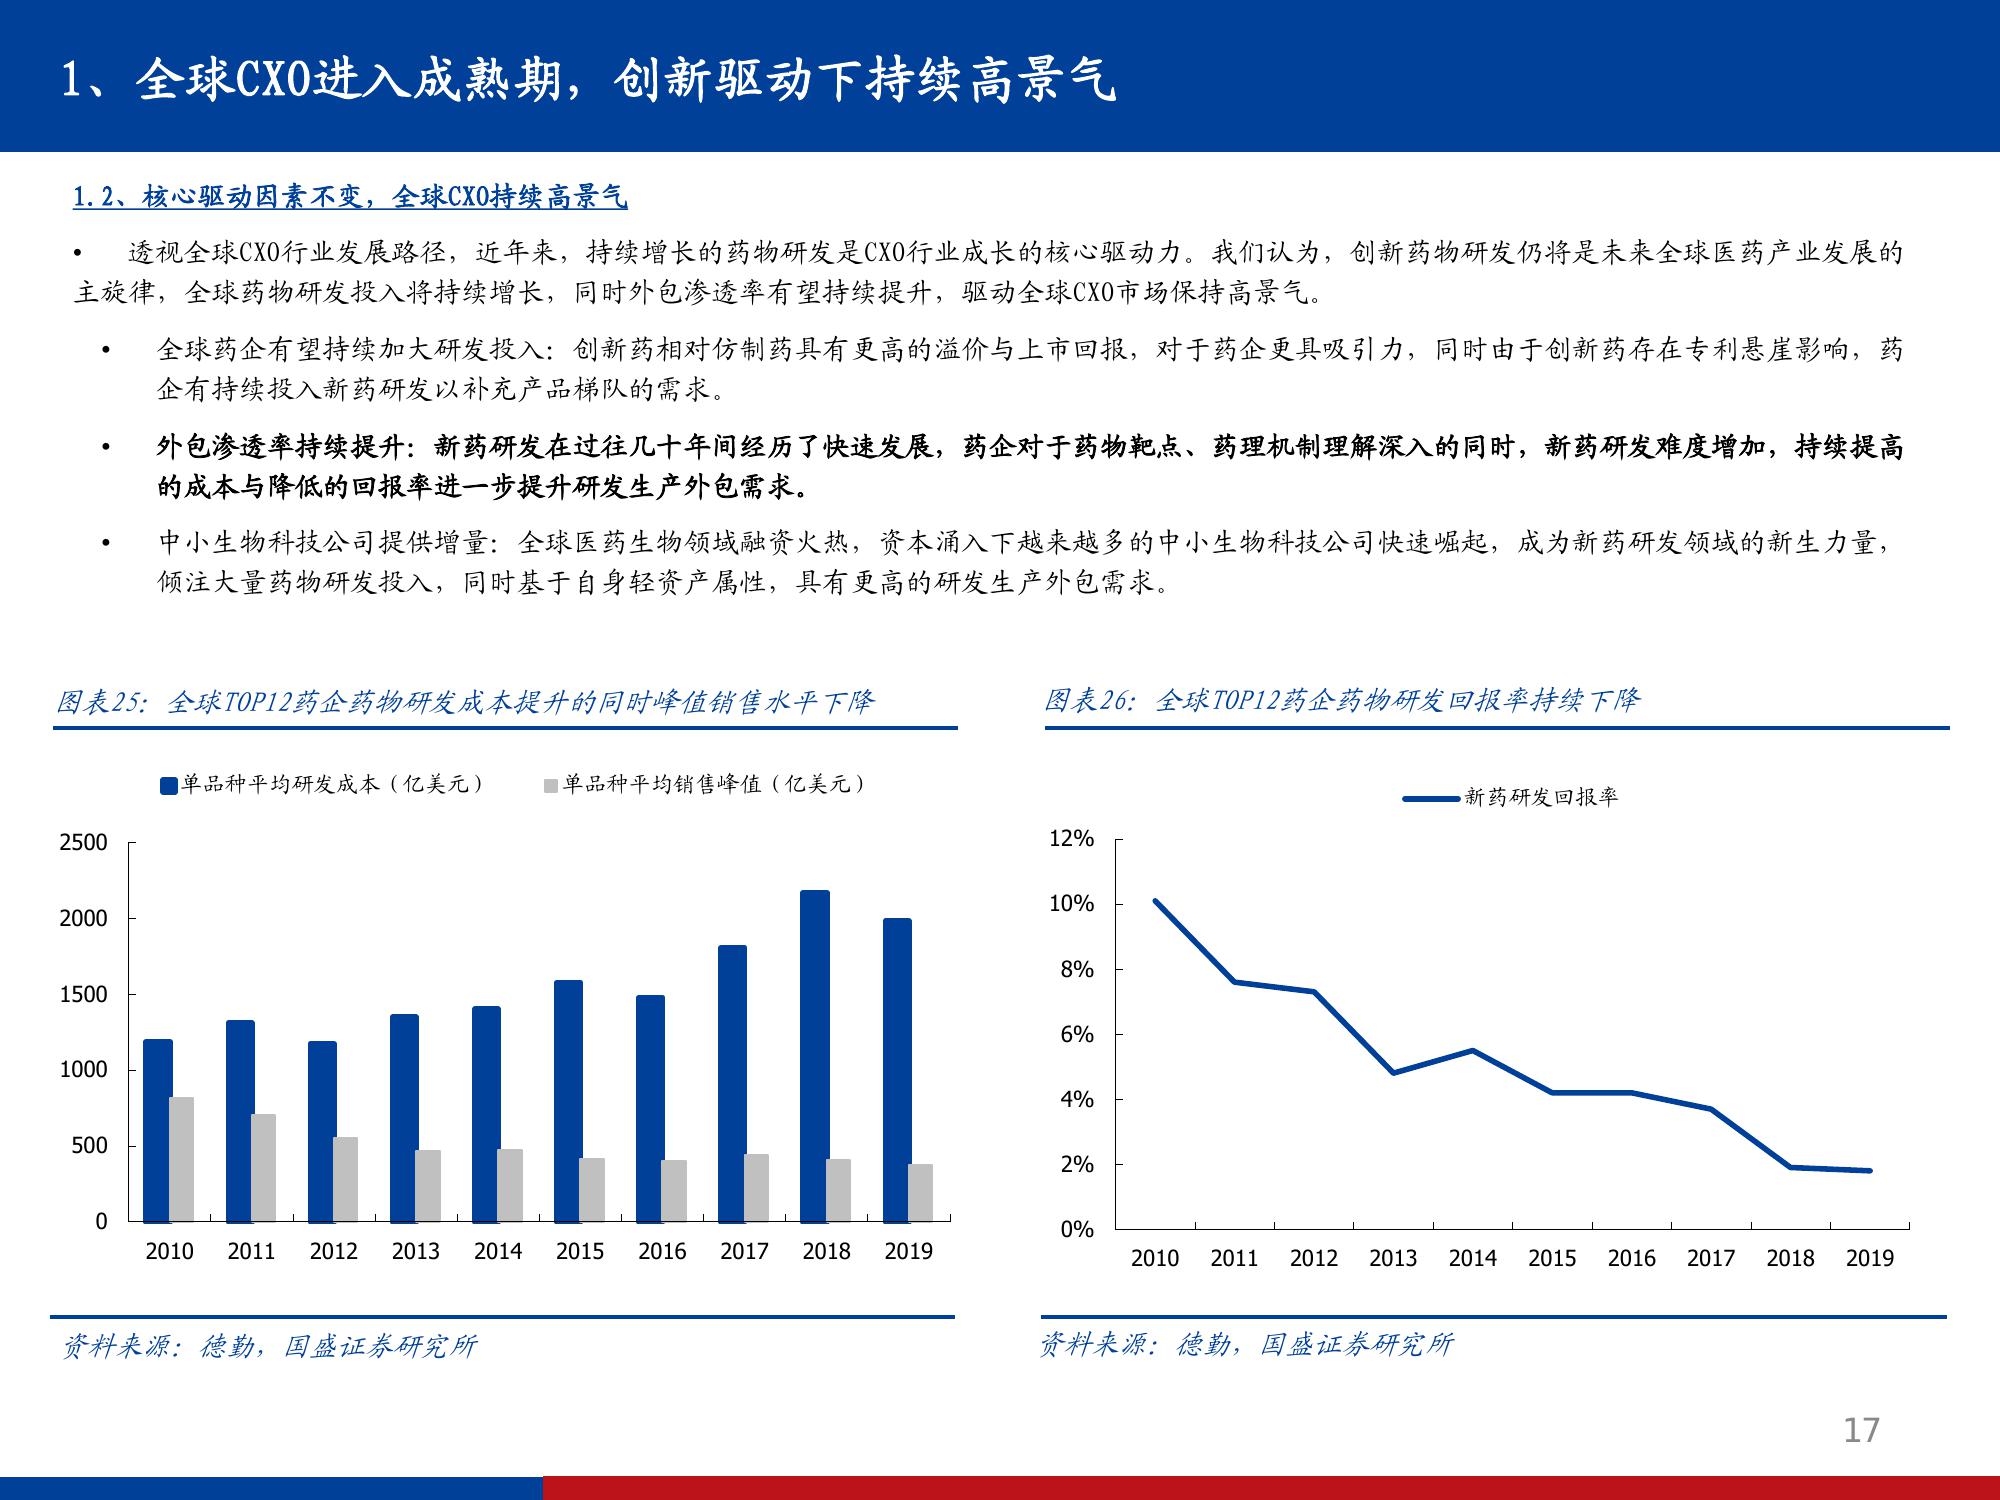 1、全球CXO进入成熟期，创新驱动下持续高景气
1.2、核心驱动因素不变，全球CXO持续高景气
• 透视全球CXO行业发展路径，近年来，持续增长的药物研发是CXO行业成长的核心驱动力。我们认为，创新药物研发仍将是未来全球医药产业发展的
主旋律，全球药物研发投入将持续增长，同时外包渗透率有望持续提升，驱动全球CXO市场保持高景气。
• 全球药企有望持续加大研发投入：创新药相对仿制药具有更高的溢价与上市回报，对于药企更具吸引力，同时由于创新药存在专利悬崖影响，药
企有持续投入新药研发以补充产品梯队的需求。
• 外包渗透率持续提升：新药研发在过往几十年间经历了快速发展，药企对于药物靶点、药理机制理解深入的同时，新药研发难度增加，持续提高
的成本与降低的回报率进一步提升研发生产外包需求。
• 中小生物科技公司提供增量：全球医药生物领域融资火热，资本涌入下越来越多的中小生物科技公司快速崛起，成为新药研发领域的新生力量，
倾注大量药物研发投入，同时基于自身轻资产属性，具有更高的研发生产外包需求。
图表25：全球TOP12药企药物研发成本提升的同时峰值销售水平下降
单品种平均研发成本（亿美元） 单品种平均销售峰值（亿美元）
2500
2000
1500
1000
500
0
2010 2011 2012 2013 2014 2015 2016 2017 2018 2019
资料来源：德勤，国盛证券研究所
图表26：全球TOP12药企药物研发回报率持续下降
新药研发回报率
12%
10%
8%
6%
4%
2%
0%
2010 2011 2012 2013 2014 2015 2016 2017 2018 2019
资料来源：德勤，国盛证券研究所
17